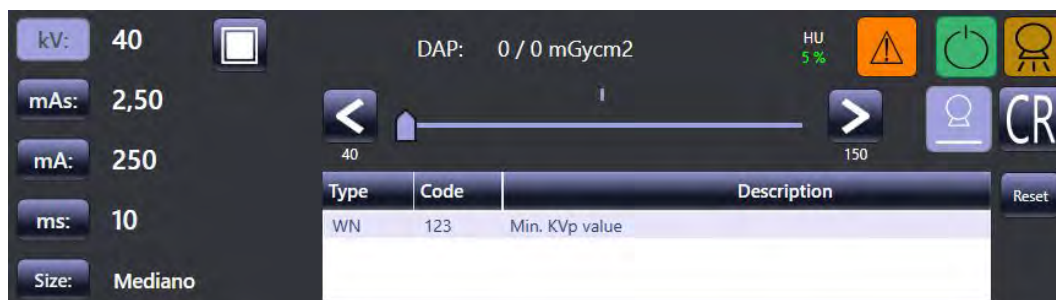 kV: 40
DAP: 0 / 0 mGycm2
HU
5 %
mAs: 2,50
40
150
CR
mA: 250
Type Code Description
Reset
WN 123 Min. KVp value
ms: 10
Size: Mediano